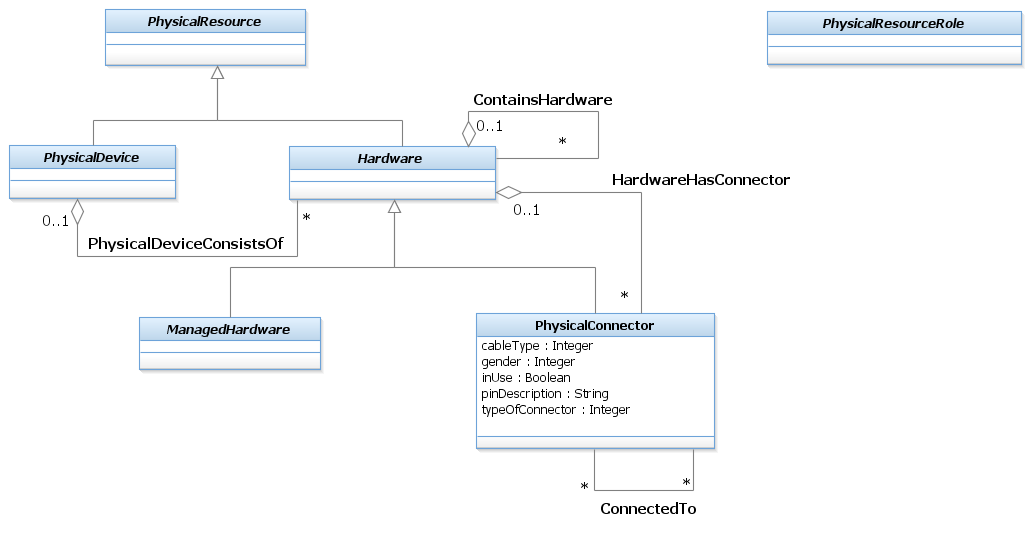 PhysicalResource
PhysicalResourceRole
ContainsHardware
0..1
*
PhysicalDevice
Hardware
HardwareHasConnector
0..1
0..1
*
PhysicalDeviceConsistsOf
*
ManagedHardware
PhysicalConnector
cableType : Integer
gender : Integer
inUse : Boolean
pinDescription : String
typeOfConnector : Integer
*
*
ConnectedTo